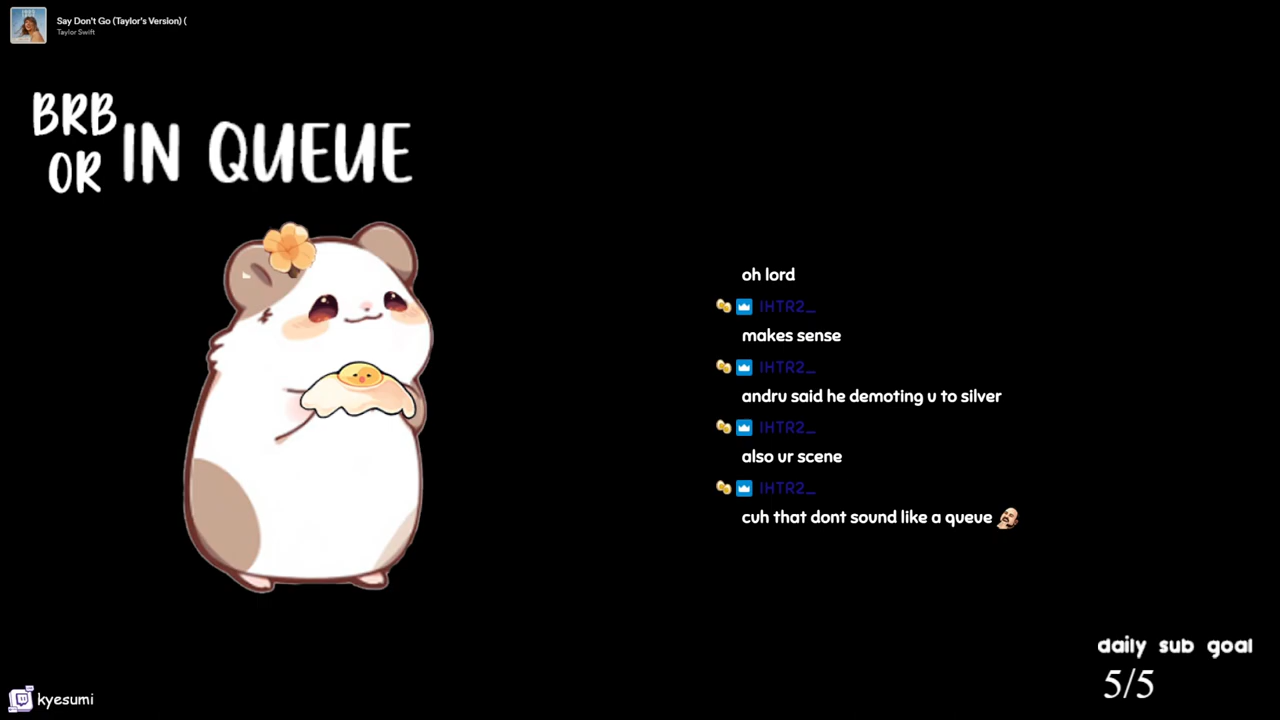 Say Don't Go (Taylor's Version) (
Taylor Swift
BRB
OR
IN QUEUE
oh lord
IHTR2_
makes sense
IHTR2_
andru said he demoting u to silver
IHTR2_
also ur scene
IHTR2_
cuh that dont sound like a queue
daily sub goal
5/5
kyesumi